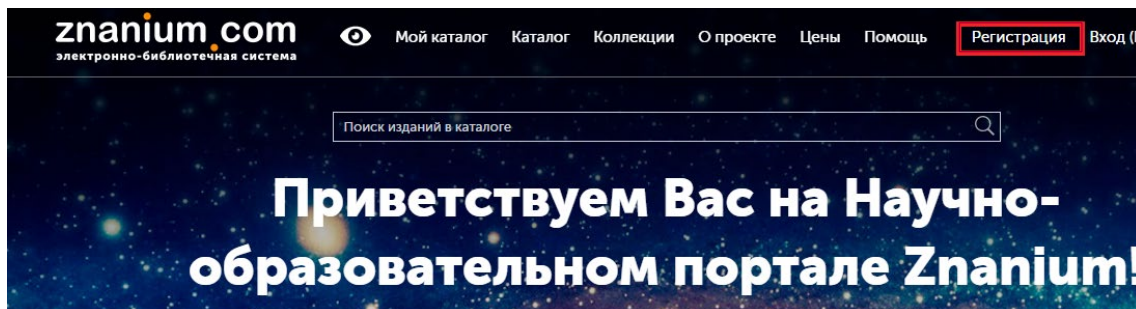 znanium.com
электронно-библиотечная система
Мой каталог Каталог Коллекции О проекте Цены Помощь Регистрация Вход
Поиск изданий в каталоге
Приветствуем Вас на Научно-
образовательном портале Znanium!